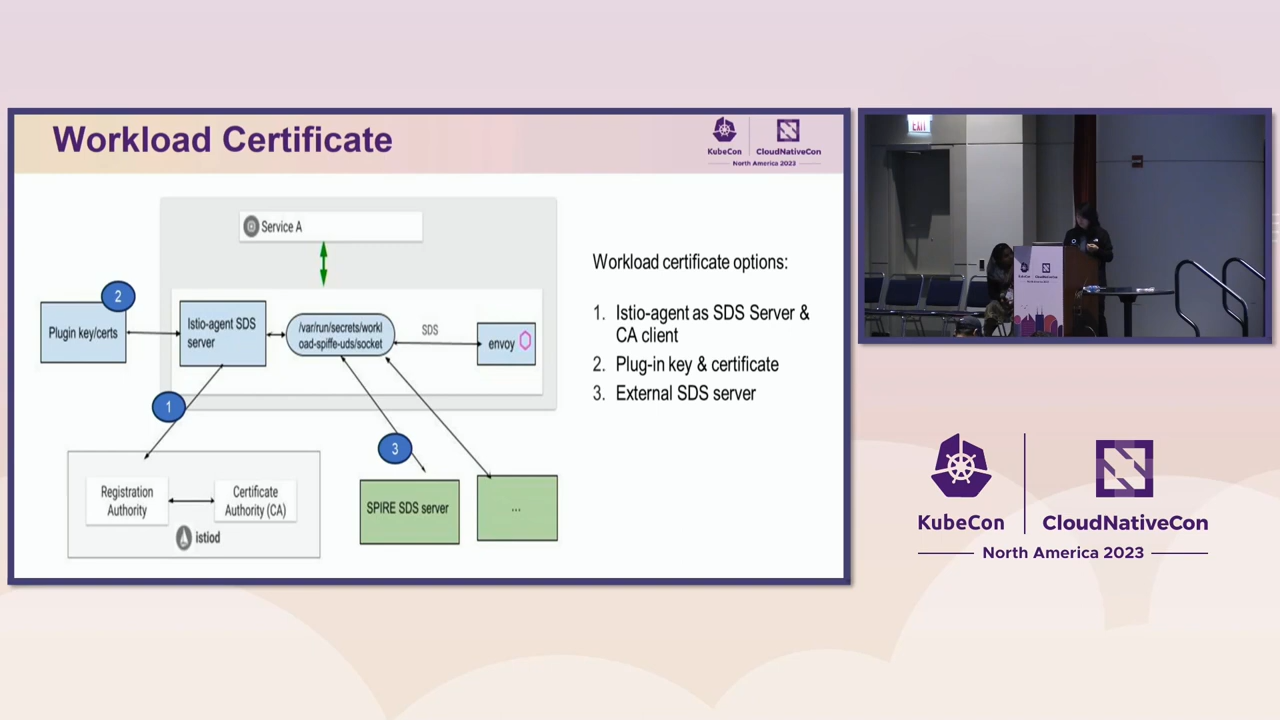 Workload Certificate
KubeCon
CloudNativeCon
North America 2023
Service A
2
Plugin key/certs
Istio-agent SDS
server
/var/run/secrets/workl
oad-spiffe-uds/socket
SDS
envoy
1
3
Registration
Authority
Certificate
Authority (CA)
istiod
SPIRE SDS server
...
Workload certificate options:
1. Istio-agent as SDS Server &
CA client
2. Plug-in key & certificate
3. External SDS server
EXIT
KubeCon
CloudNativeCon
North America 2023